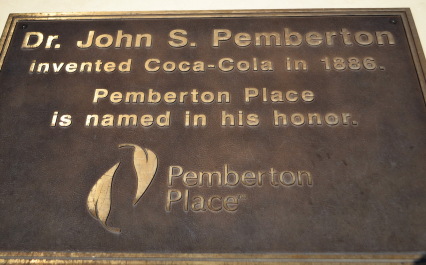 Dr. John S. Pemberton
invented Coca-Cola in 1886.
Pemberton Place
is named in his honor.
Pemberton
Place